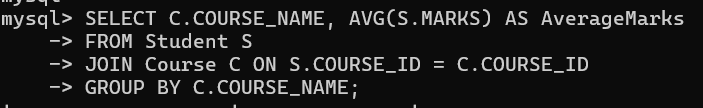 mysql> SELECT C.COURSE_NAME, AVG(S.MARKS) AS AverageMarks
    -> FROM Student S
    -> JOIN Course C ON S.COURSE_ID = C.COURSE_ID
    -> GROUP BY C.COURSE_NAME;